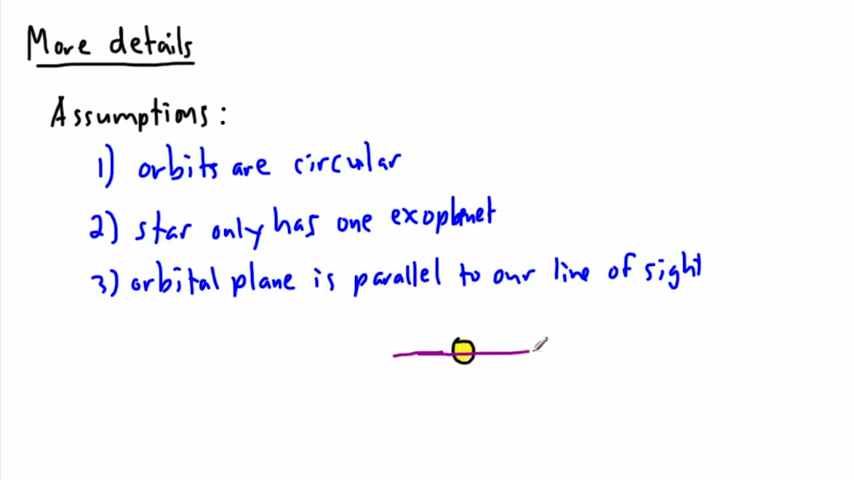 More details
Assumptions:
1) orbits are circular
2) star only has one exoplanet
3) orbital plane is parallel to our line of sight